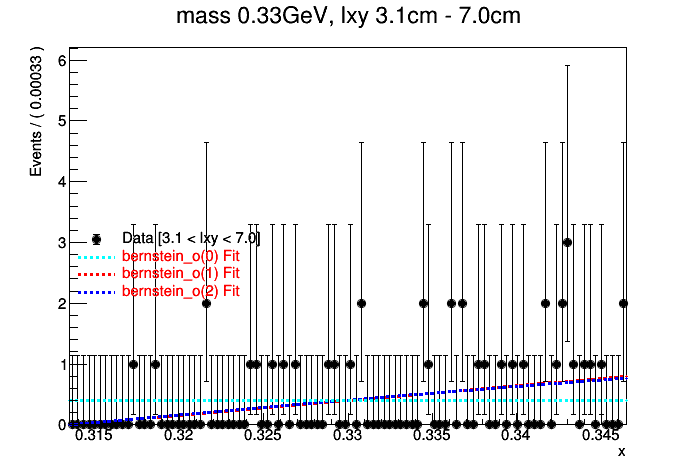 mass 0.33GeV, lxy 3.1cm - 7.0cm
Events / ( 0.00033 )
6
5
4
3
2
1
0
Data [3.1 < lxy < 7.0]
bernstein_o(0) Fit
bernstein_o(1) Fit
bernstein_o(2) Fit
0.315 0.32 0.325 0.33 0.335 0.34 0.345
x